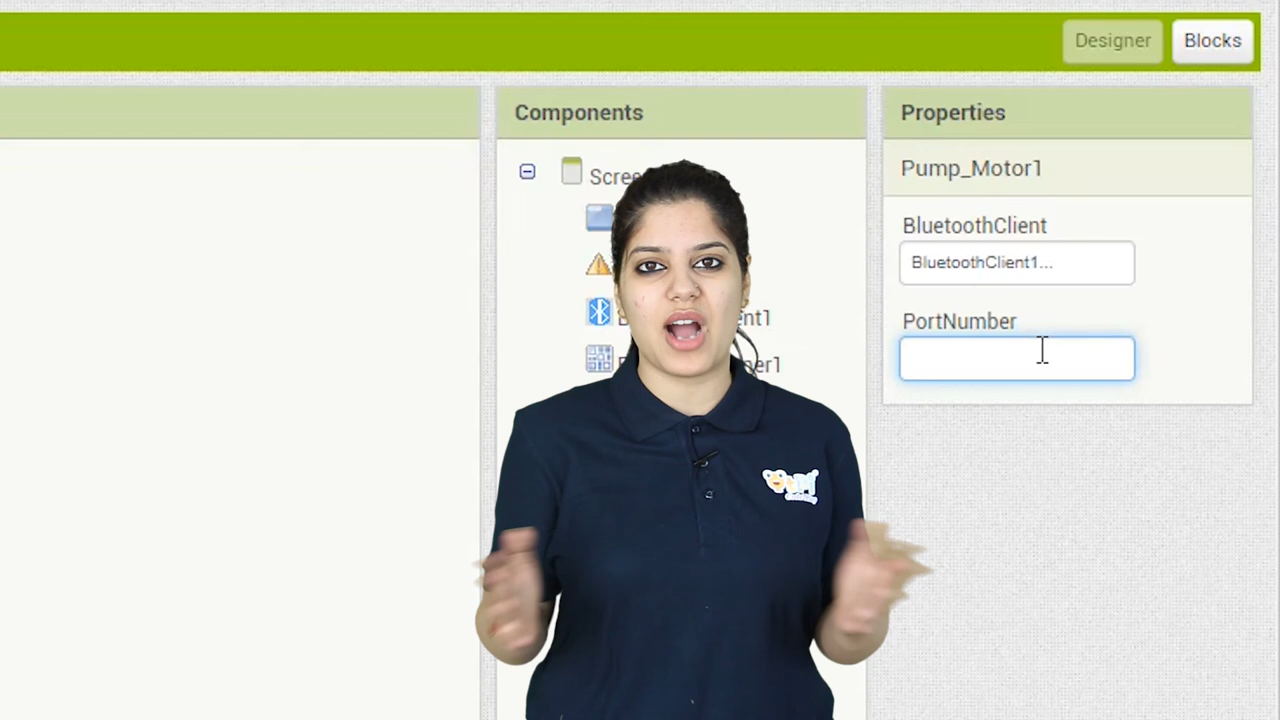 Designer
Blocks
Components
Properties
Pump_Motor1
BluetoothClient
BluetoothClient1...
PortNumber